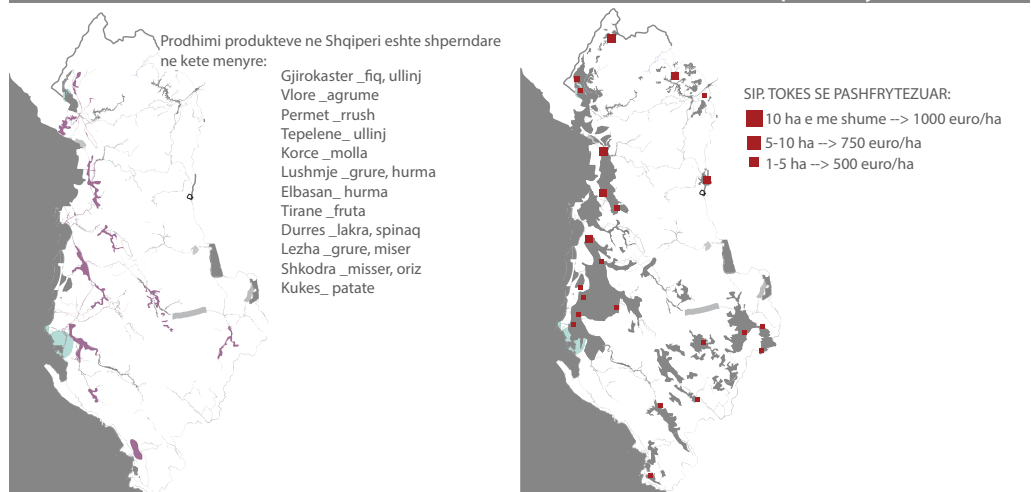 Prodhimi produkteve ne Shqiperi eshte shperndare
ne kete menyre:
Gjirokaster _fiq, ullinj
Vlore _agrume
Permet _rrush
Tepelene_ ullinj
Korce _molla
Lushmje _grure, hurma
Elbasan_ hurma
Tirane _fruta
Durres _lakra, spinaq
Lezha _grure, miser
Shkodra _misser, oriz
Kukes_ patate
SIP. TOKES SE PASHFRYTEZUAR:
10 ha e me shume --> 1000 euro/ha
5-10 ha --> 750 euro/ha
1-5 ha --> 500 euro/ha